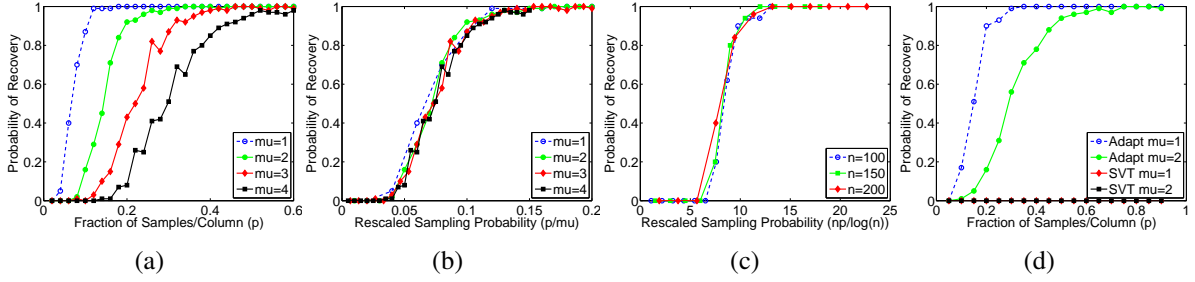 Probability of Recovery
1
0.8
0.6
0.4
0.2
0
0
0.2
0.4
0.6
mu=1
mu=2
mu=3
mu=4
Fraction of Samples/Column (p)
(a)
Probability of Recovery
1
0.8
0.6
0.4
0.2
0
0
0.05
0.1
0.15
0.2
mu=1
mu=2
mu=3
mu=4
Rescaled Sampling Probability (p/mu)
(b)
Probability of Recovery
1
0.8
0.6
0.4
0.2
0
0
5
10
15
20
25
n=100
n=150
n=200
Rescaled Sampling Probability (np/log(n))
(c)
Probability of Recovery
1
0.8
0.6
0.4
0.2
0
0
0.2
0.4
0.6
0.8
1
Adapt mu=1
Adapt mu=2
SVT mu=1
SVT mu=2
Fraction of Samples/Column (p)
(d)